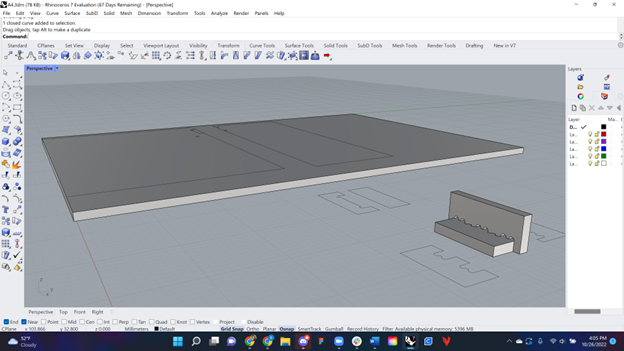 A4.3dm (78 KB) - Rhinoceros 7 Evaluation (67 Days Remaining) - [Perspective]
File Edit View Curve Surface SubD Solid Mesh Dimension Transform Tools Analyze Render Panels Help
1 closed curve added to selection.
Drag objects, tap Alt to make a duplicate
Command:
Standard CPlanes Set View Display Select Viewport Layout Visibility Transform Curve Tools Surface Tools Solid Tools SubD Tools Mesh Tools Render Tools Drafting New in V7
Perspective
Layers
Layer Ma...
D...
La...
La...
La...
La...
La...
z
y
x
Perspective Top Front Right
End Near Point Mid Cen Int Perp Tan Quad Knot Vertex Project Disable
CPlane x 103.866 y 32.800 z 0.000 Millimeters Default Grid Snap Ortho Planar Osnap SmartTrack Gumball Record History Filter Available physical memory: 5396 MB
52°F
Cloudy
4:05 PM
10/26/2022